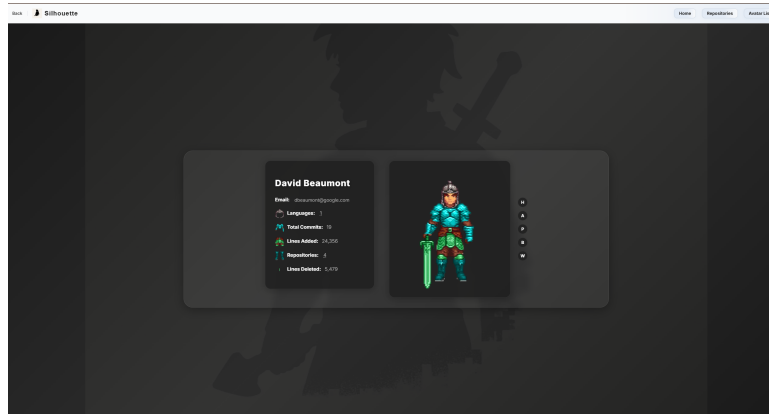 Back
Silhouette
Home
Repositories
Avatar
David Beaumont
Email: dbeaumont@google.com
Languages: 1
Total Commits: 19
Lines Added: 24,356
Repositories: 4
Lines Deleted: 5,479
H
A
P
B
W